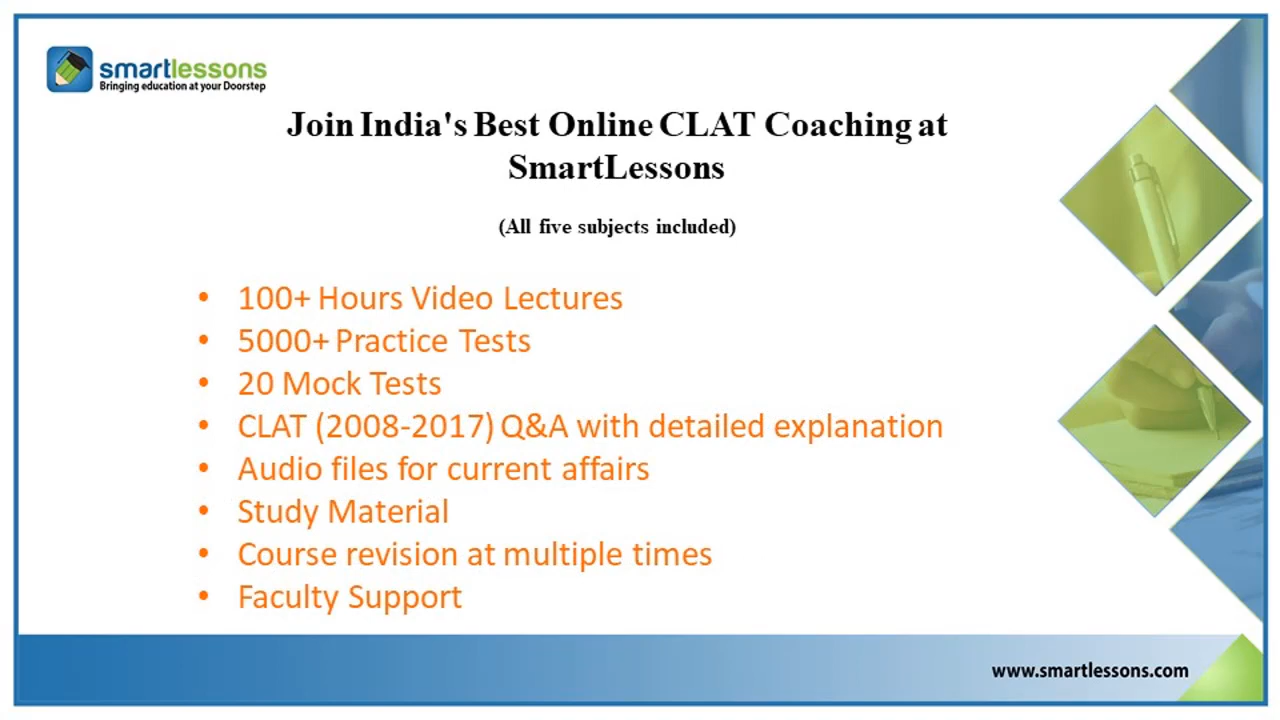 smartlessons
Bringing education at your Doorstep
Join India's Best Online CLAT Coaching at
SmartLessons
(All five subjects included)
• 100+ Hours Video Lectures
• 5000+ Practice Tests
• 20 Mock Tests
• CLAT (2008-2017) Q&A with detailed explanation
• Audio files for current affairs
• Study Material
• Course revision at multiple times
• Faculty Support
www.smartlessons.com